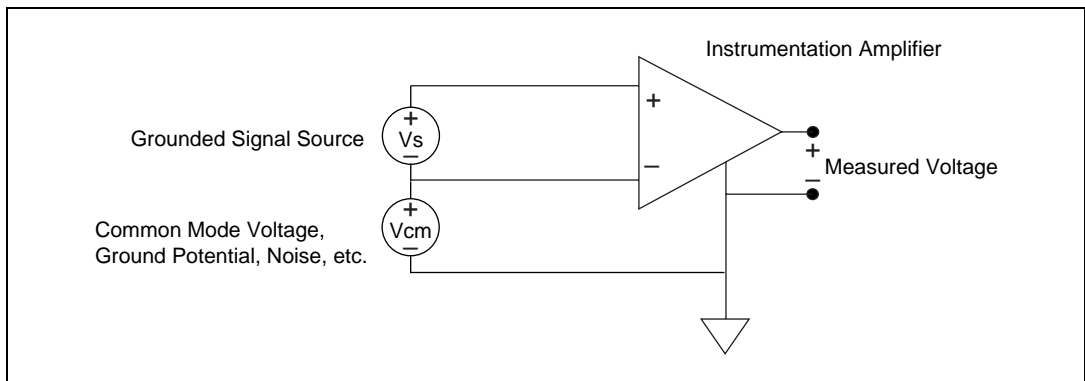 Instrumentation Amplifier
+
+
Grounded Signal Source
Vs
−
−
+
−
Measured Voltage
+
Common Mode Voltage,
Ground Potential, Noise, etc.
Vcm
−